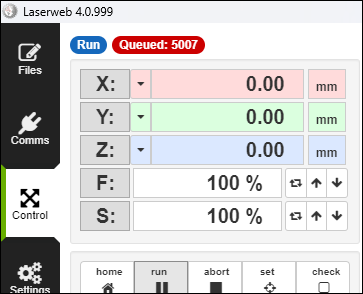 Laserweb 4.0.999
Run Queued: 5007
Files
Comms
Control
Settings
X: 0.00 mm
Y: 0.00 mm
Z: 0.00 mm
F: 100 %
S: 100 %
home run abort set check